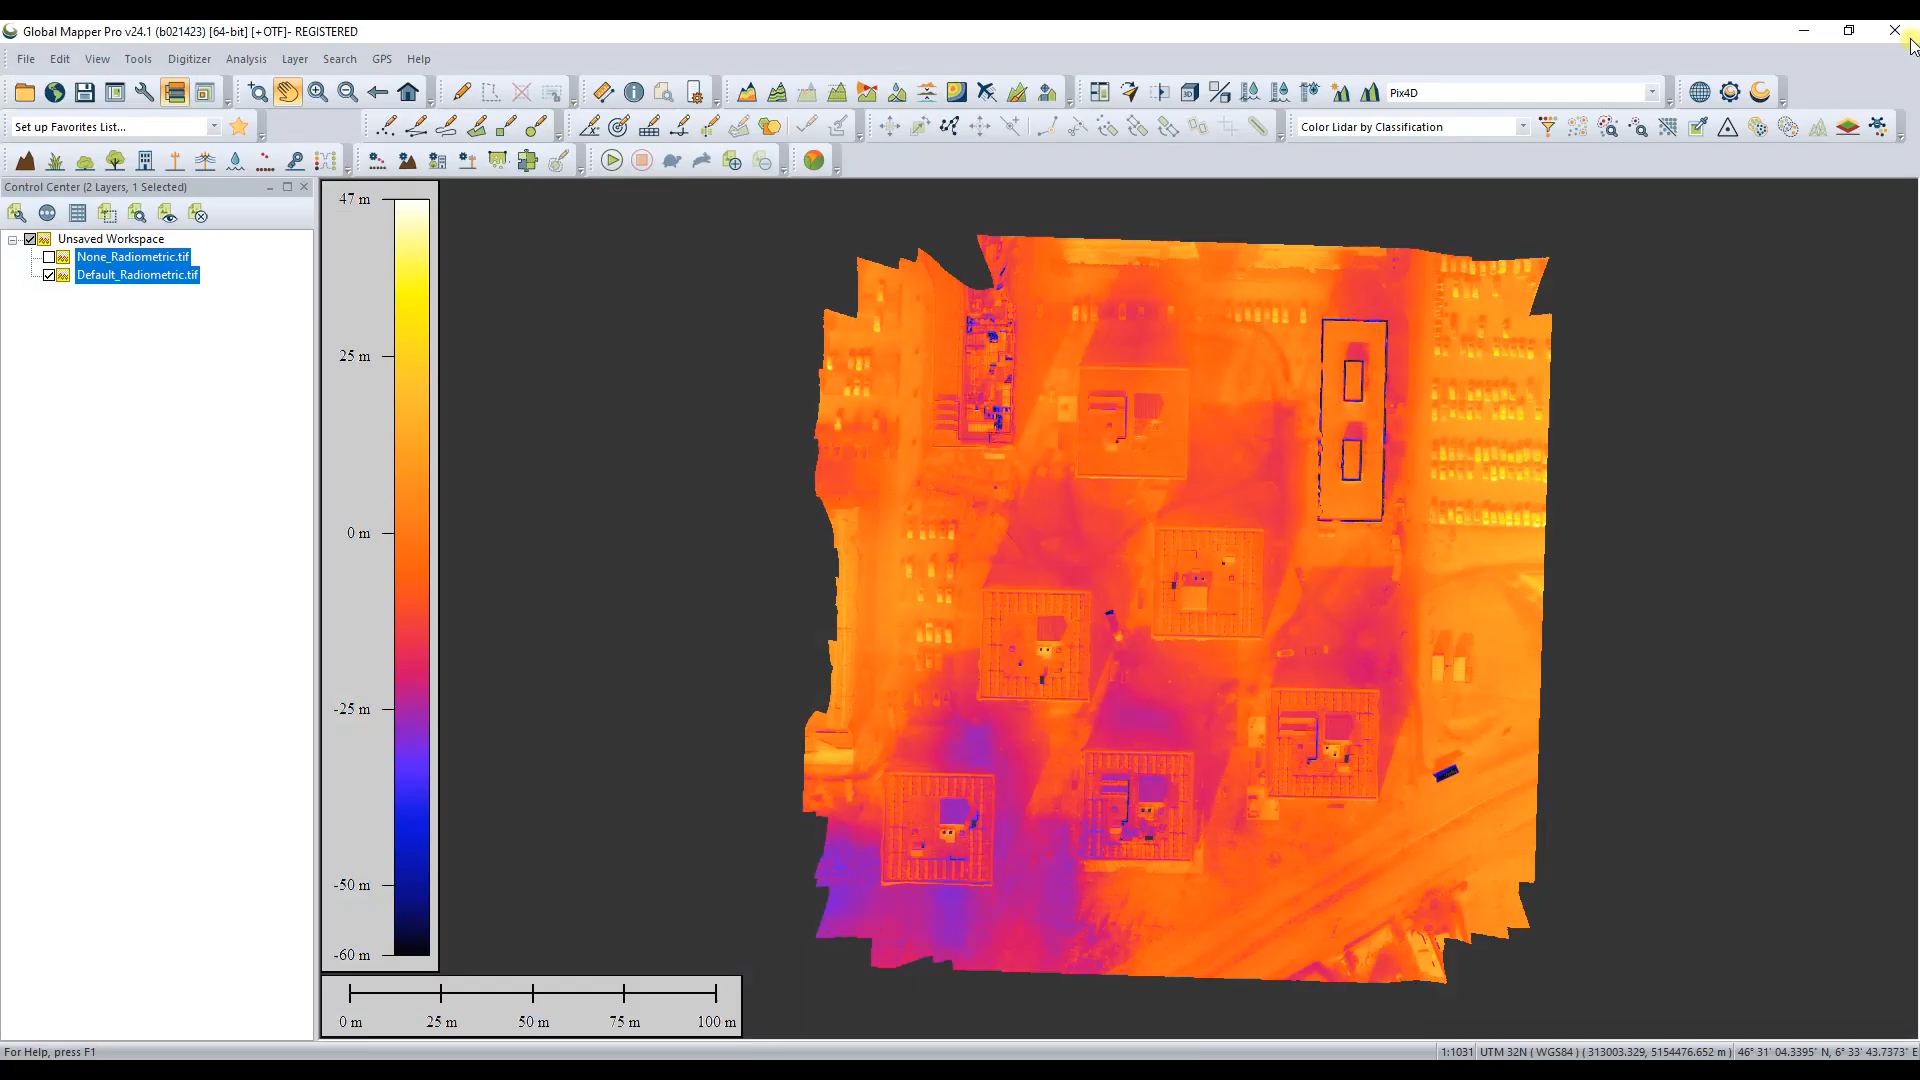 Global Mapper Pro v24.1 (b021423) [64-bit] [+OTF]- REGISTERED
File Edit View Tools Digitizer Analysis Layer Search GPS Help
Pix4D
Set up Favorites List...
Color Lidar by Classification
Control Center (2 Layers, 1 Selected)
Unsaved Workspace
None_Radiometric.tif
Default_Radiometric.tif
47 m
25 m
0 m
-25 m
-50 m
-60 m
0 m 25 m 50 m 75 m 100 m
For Help, press F1
1:1031 UTM 32N ( WGS84 ) ( 313003.329, 5154476.652 m ) 46° 31' 04.3395" N, 6° 33' 43.7373" E